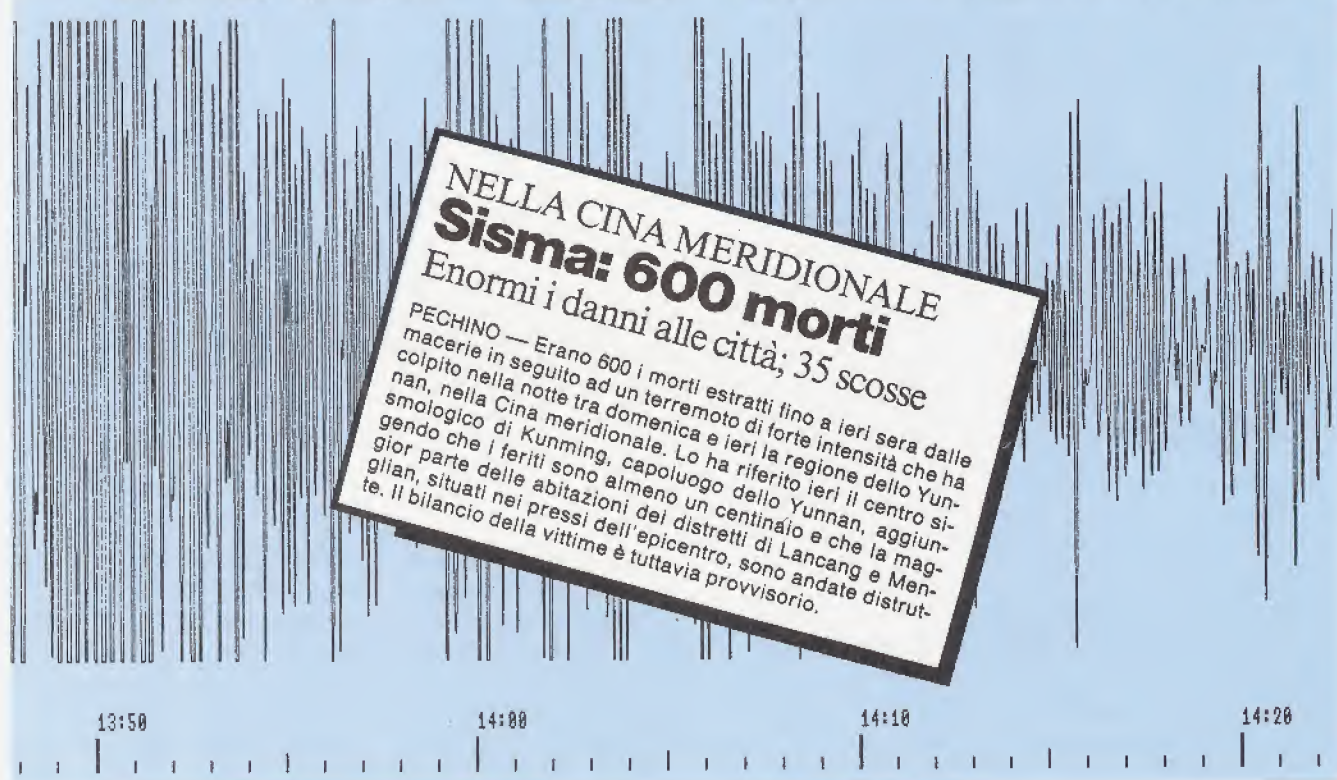 NELLA CINA MERIDIONALE
Sisma: 600 morti
Enormi i danni alle città; 35 scosse
PECHINO — Erano 600 i morti estratti fino a ieri sera dalle
macerie in seguito ad un terremoto di forte intensità che ha
colpito nella notte tra domenica e ieri la regione dello Yun-
nan, nella Cina meridionale. Lo ha riferito ieri il centro si-
smologico di Kunming, capoluogo dello Yunnan, aggiun-
gendo che i feriti sono almeno un centinaio e che la mag-
gior parte delle abitazioni dei distretti di Lancang e Men-
glian, situati nei pressi dell'epicentro, sono andate distrut-
te. Il bilancio della vittime è tuttavia provvisorio.
13:50 14:00 14:10 14:20